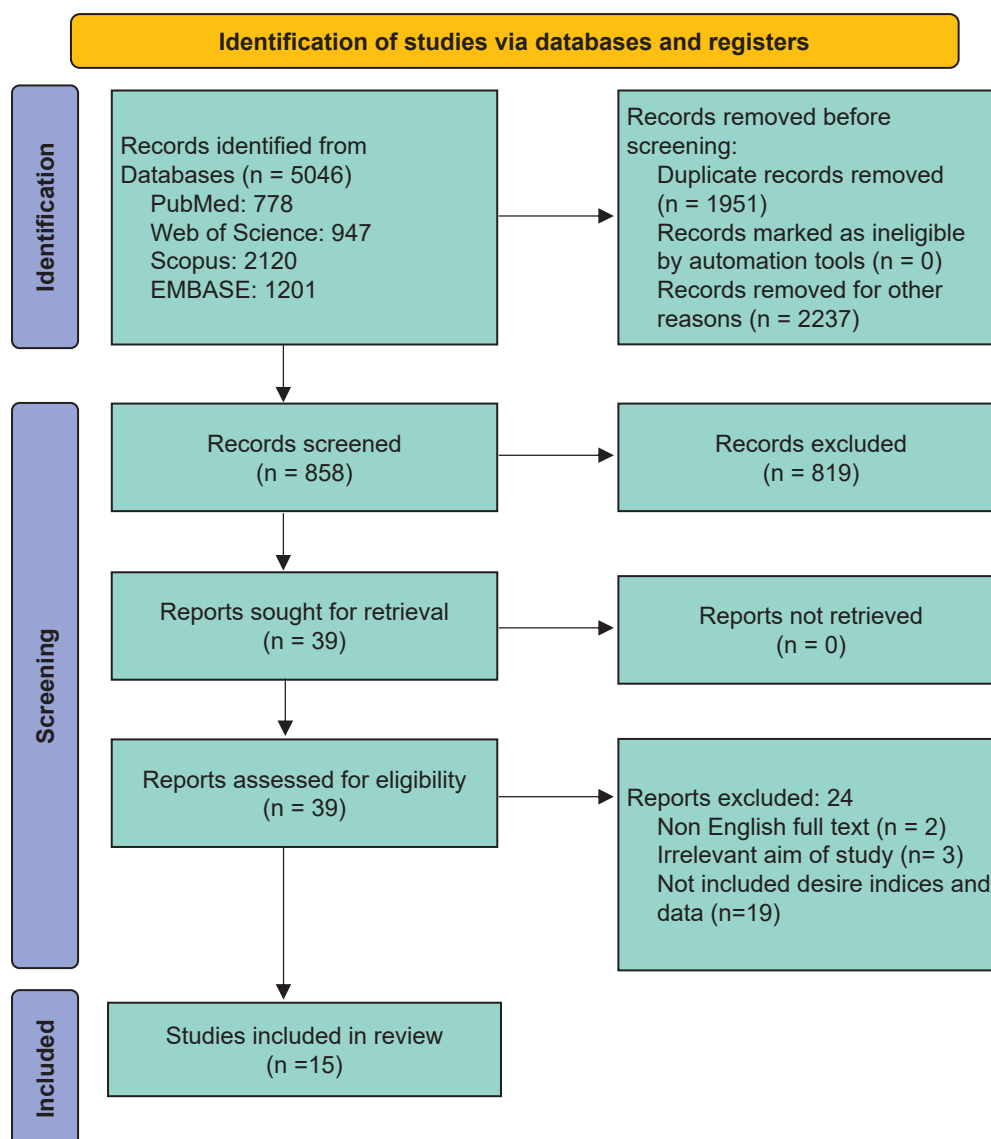 Identification of studies via databases and registers
Identification
Records identified from
Databases (n = 5046)
PubMed: 778
Web of Science: 947
Scopus: 2120
EMBASE: 1201
Records removed before
screening:
Duplicate records removed
(n = 1951)
Records marked as ineligible
by automation tools (n = 0)
Records removed for other
reasons (n = 2237)
Screening
Records screened
(n = 858)
Records excluded
(n = 819)
Reports sought for retrieval
(n = 39)
Reports not retrieved
(n = 0)
Reports assessed for eligibility
(n = 39)
Reports excluded: 24
Non English full text (n = 2)
Irrelevant aim of study (n= 3)
Not included desire indices and
data (n=19)
Included
Studies included in review
(n =15)